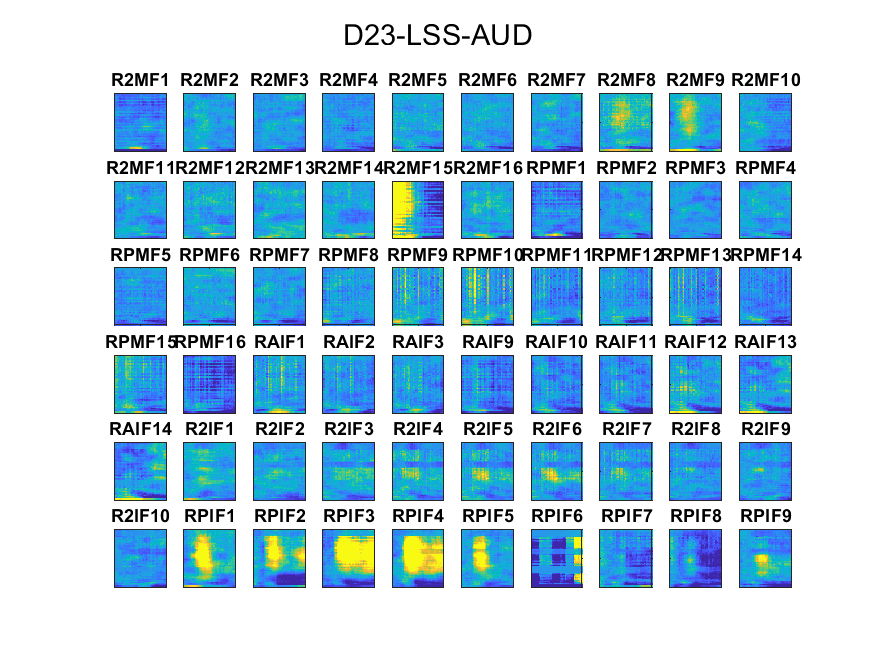 D23-LSS-AUD
R2MF1 R2MF2 R2MF3 R2MF4 R2MF5 R2MF6 R2MF7 R2MF8 R2MF9 R2MF10
R2MF11 R2MF12 R2MF13 R2MF14 R2MF15 R2MF16 RPMF1 RPMF2 RPMF3 RPMF4
RPMF5 RPMF6 RPMF7 RPMF8 RPMF9 RPMF10 RPMF11 RPMF12 RPMF13 RPMF14
RPMF15 RPMF16 RAIF1 RAIF2 RAIF3 RAIF9 RAIF10 RAIF11 RAIF12 RAIF13
RAIF14 R2IF1 R2IF2 R2IF3 R2IF4 R2IF5 R2IF6 R2IF7 R2IF8 R2IF9
R2IF10 RPIF1 RPIF2 RPIF3 RPIF4 RPIF5 RPIF6 RPIF7 RPIF8 RPIF9